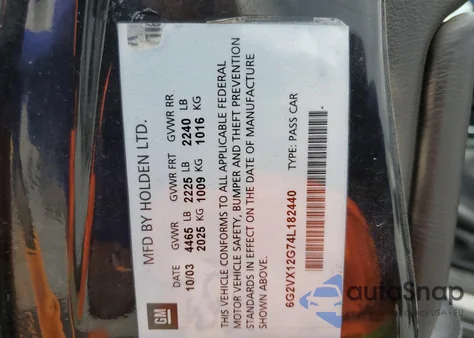 MFD BY HOLDEN LTD.
DATE GVWR GVWR FRT GVWR RR
10/03 4465 LB 2225 LB 2240 LB
2025 KG 1009 KG 1016 KG
THIS VEHICLE CONFORMS TO ALL APPLICABLE FEDERAL
MOTOR VEHICLE SAFETY, BUMPER AND THEFT PREVENTION
STANDARDS IN EFFECT ON THE DATE OF MANUFACTURE
SHOWN ABOVE.
6G2VX12G74L182440 TYPE: PASS CAR
GM
autoSnap